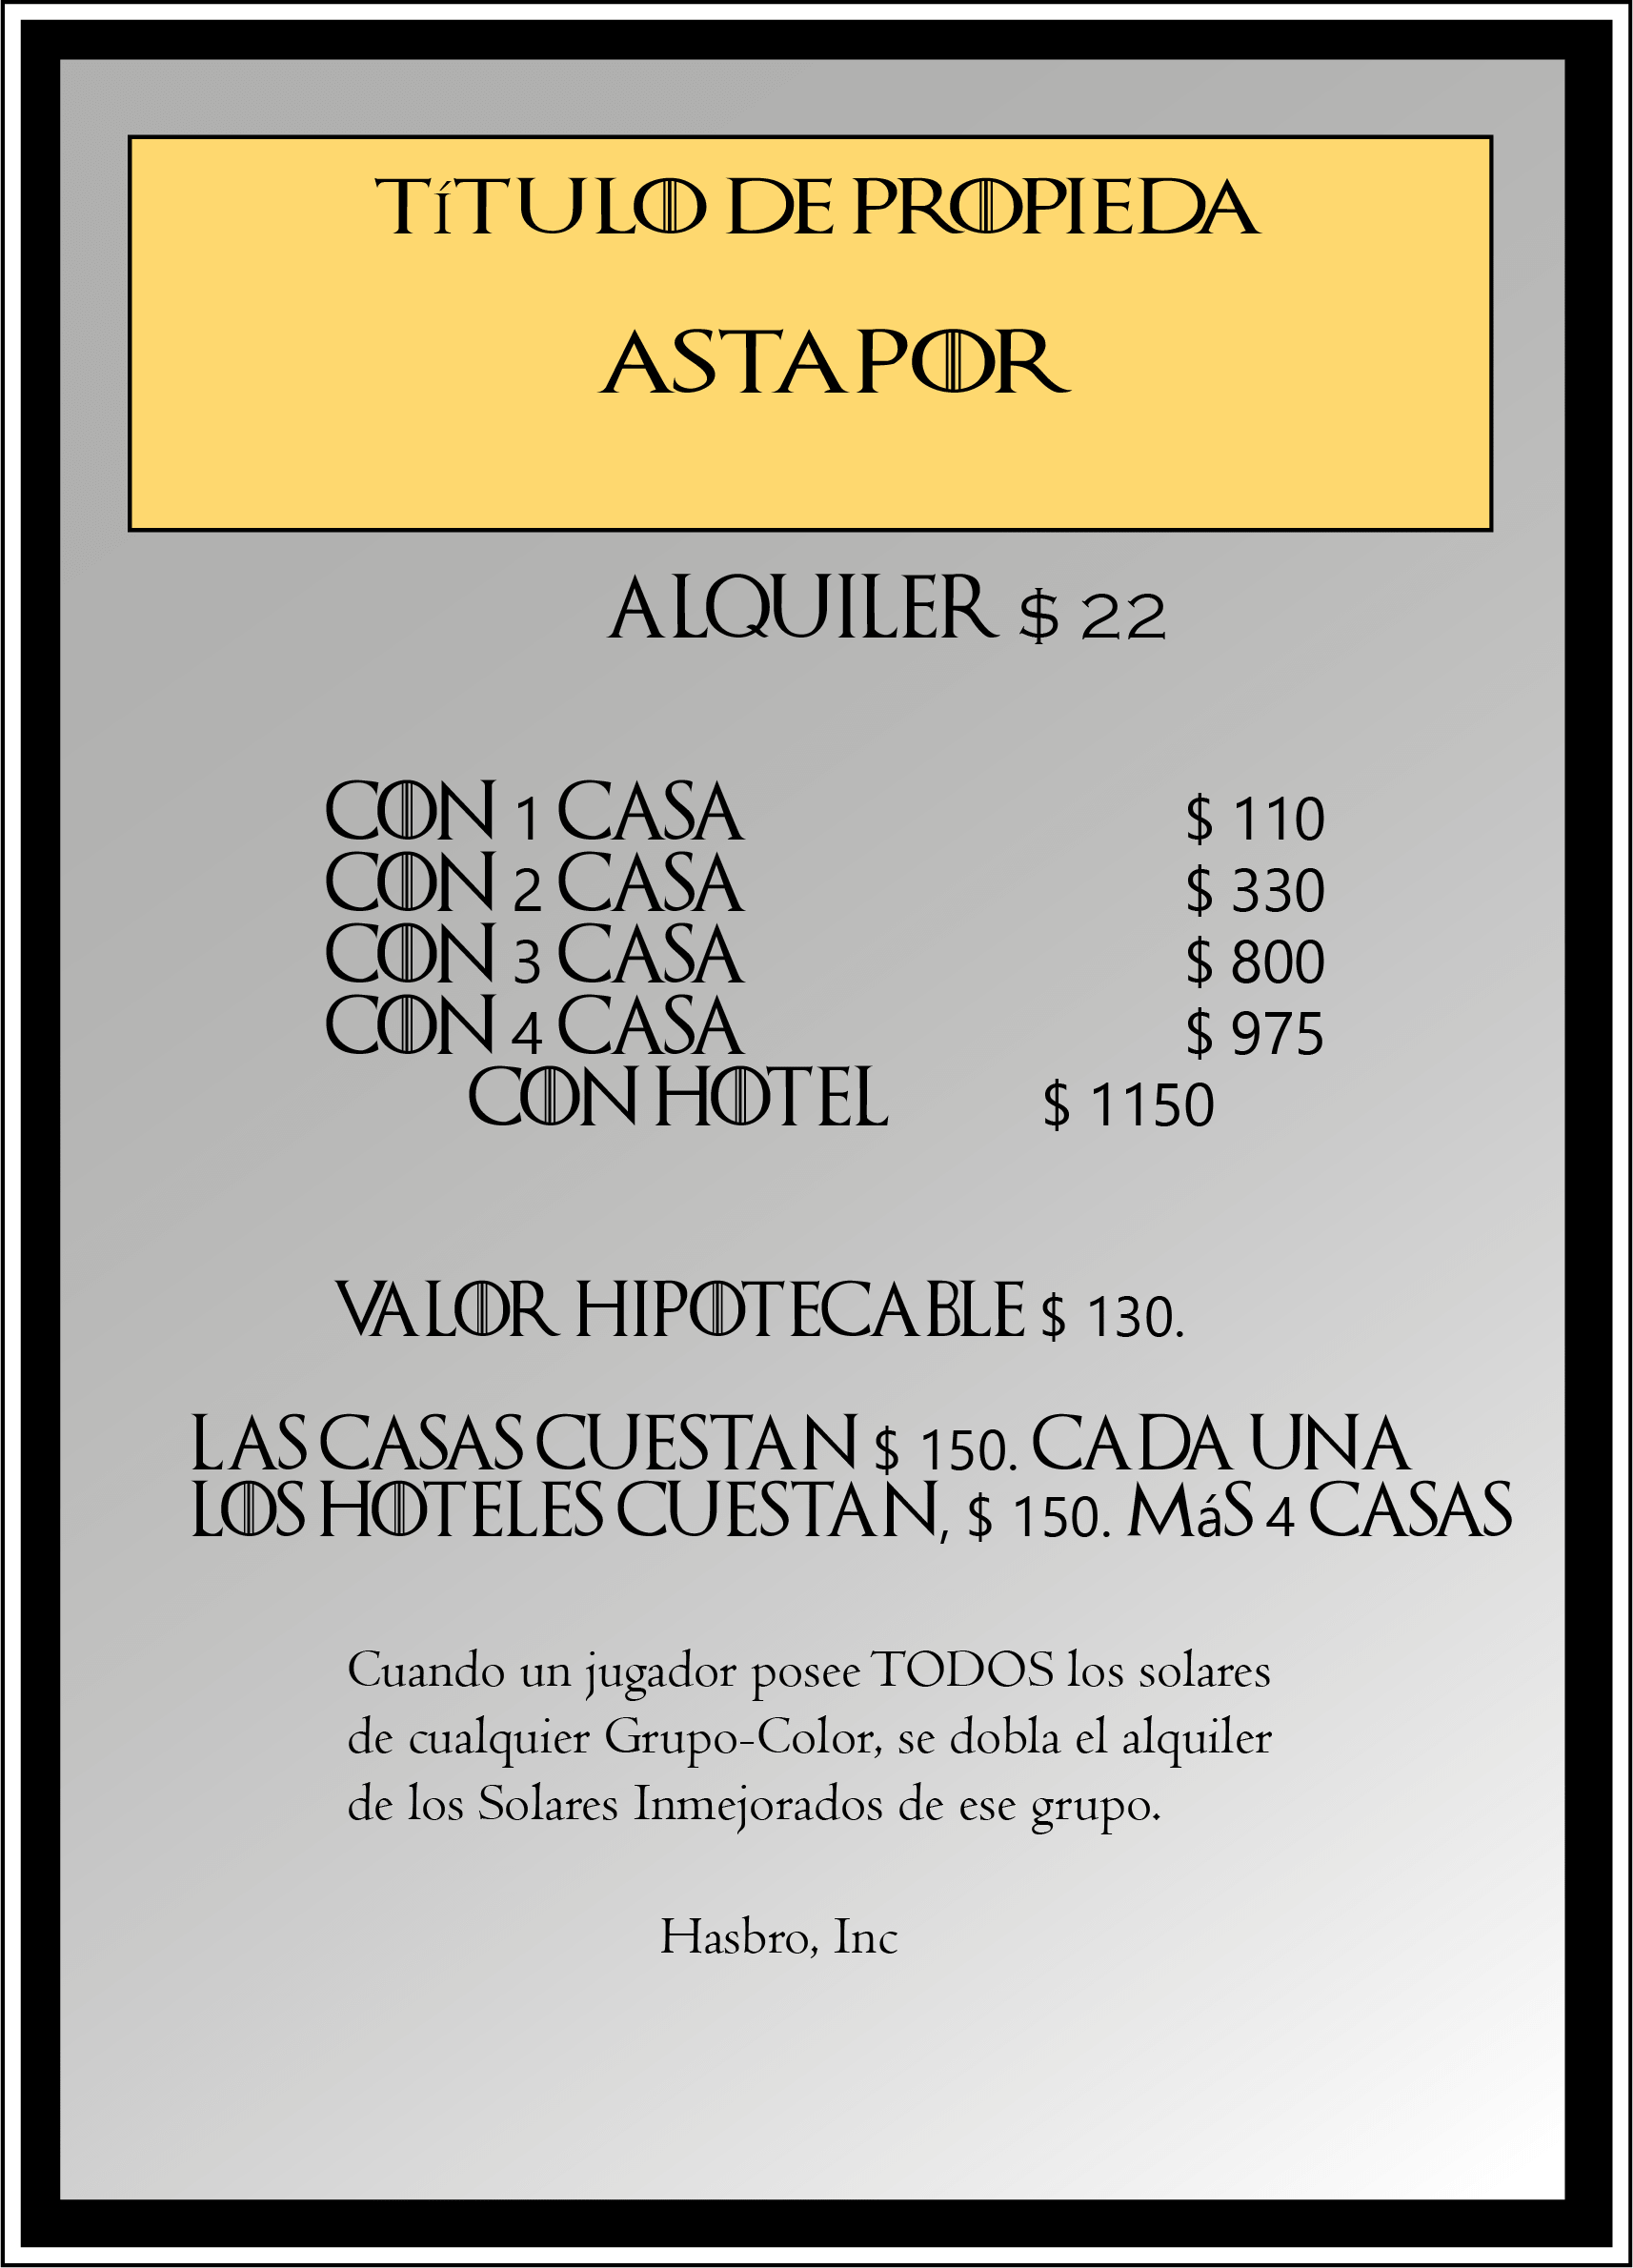 TíTULO DE PROPIEDA
ASTAPOR
ALQUILER $ 22
CON 1 CASA $ 110
CON 2 CASA $ 330
CON 3 CASA $ 800
CON 4 CASA $ 975
CON HOTEL $ 1150
VALOR HIPOTECABLE $ 130.
LAS CASAS CUESTAN $ 150. CADA UNA
LOS HOTELES CUESTAN, $ 150. MáS 4 CASAS
Cuando un jugador posee TODOS los solares
de cualquier Grupo-Color, se dobla el alquiler
de los Solares Inmejorados de ese grupo.
Hasbro, Inc